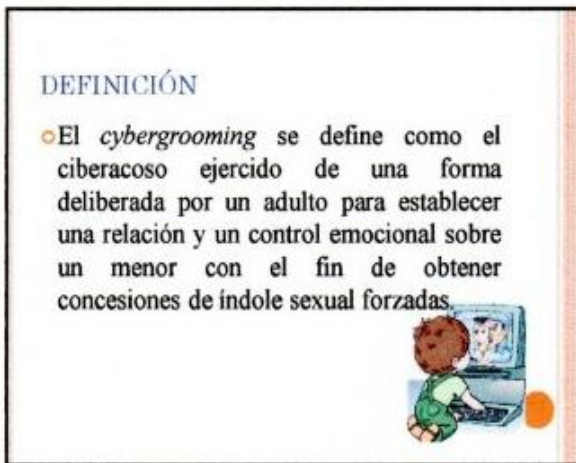 DEFINICIÓN
El cybergrooming se define como el
ciberacoso ejercido de una forma
deliberada por un adulto para establecer
una relación y un control emocional sobre
un menor con el fin de obtener
concesiones de índole sexual forzadas.